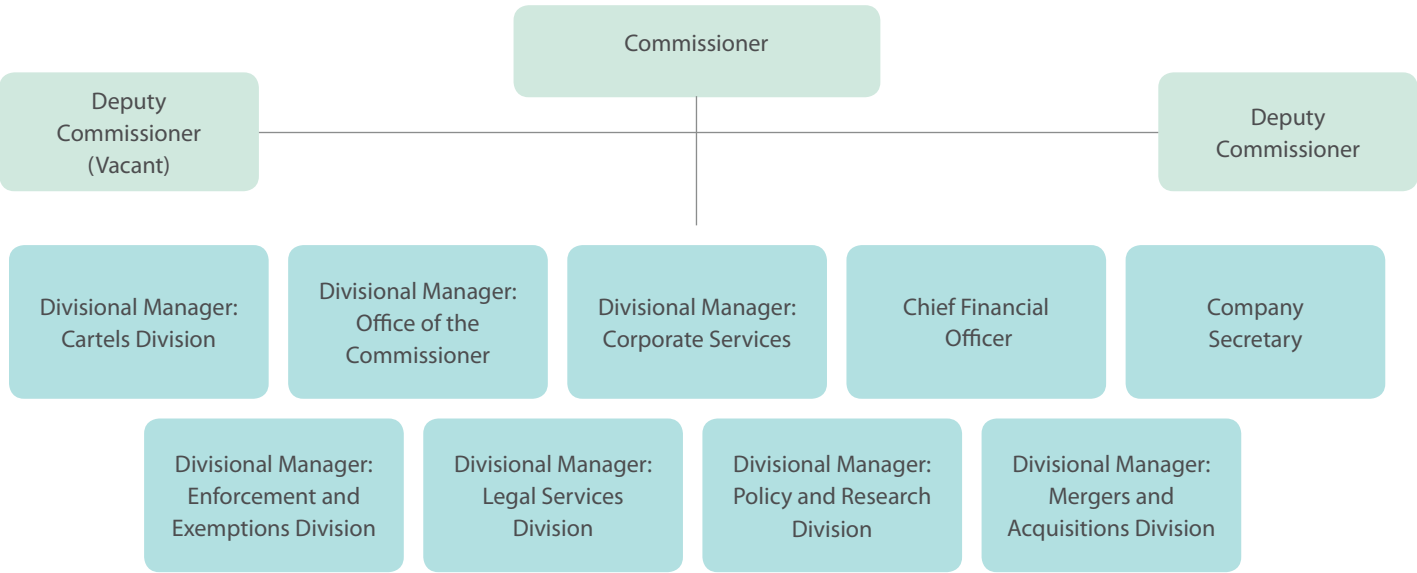 Commissioner
Deputy
Commissioner
(Vacant)
Deputy
Commissioner
Divisional Manager:
Cartels Division
Divisional Manager:
Office of the
Commissioner
Divisional Manager:
Corporate Services
Chief Financial
Officer
Company
Secretary
Divisional Manager:
Enforcement and
Exemptions Division
Divisional Manager:
Legal Services
Division
Divisional Manager:
Policy and Research
Division
Divisional Manager:
Mergers and
Acquisitions Division